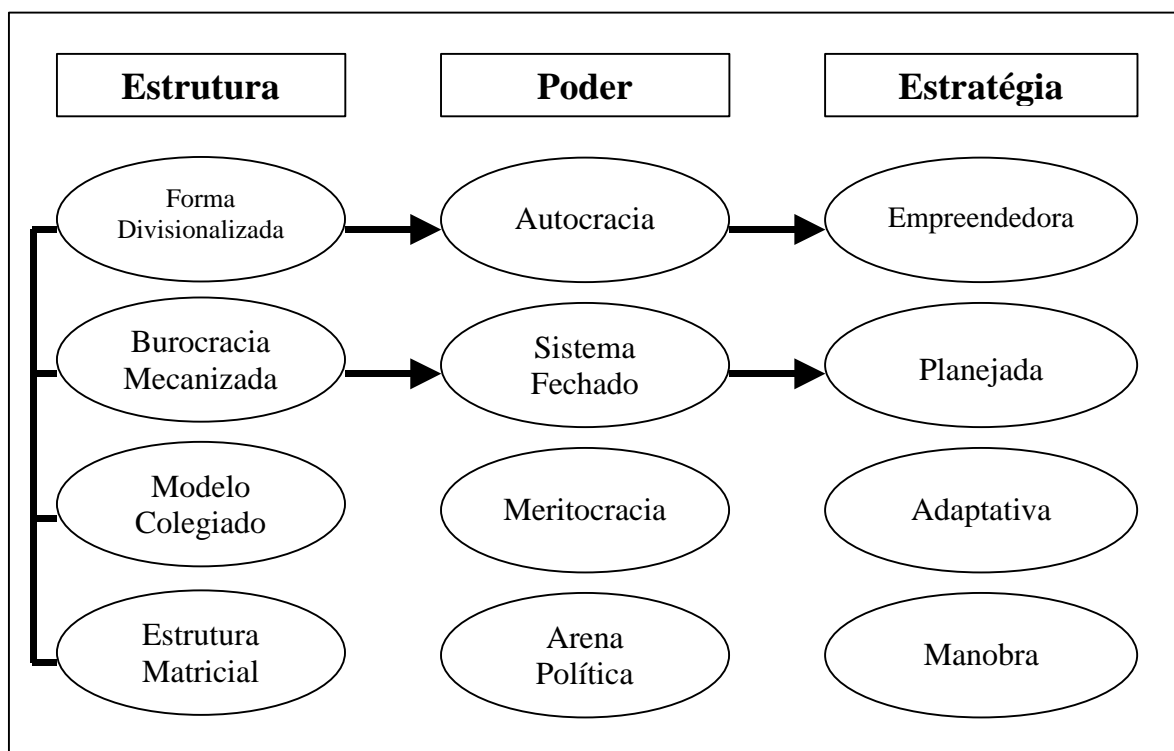 Estrutura
Poder
Estratégia
Forma
Divisionalizada
Autocracia
Empreendedora
Burocracia
Mecanizada
Sistema
Fechado
Planejada
Modelo
Colegiado
Meritocracia
Adaptativa
Estrutura
Matricial
Arena
Política
Manobra